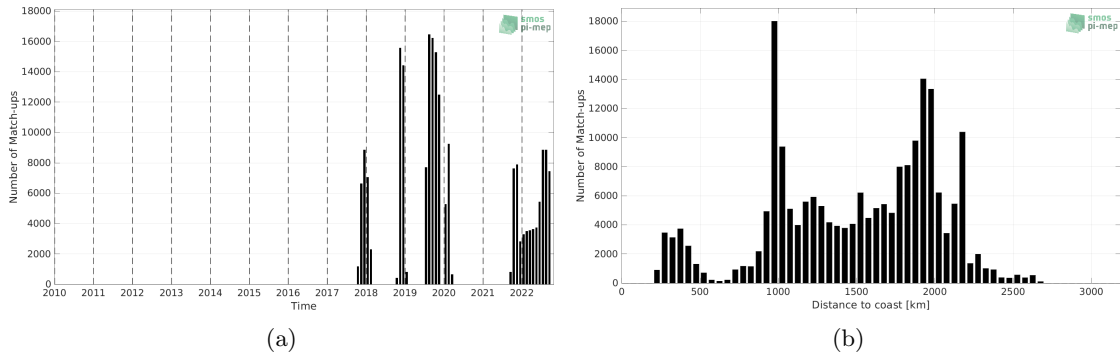 18000
16000
14000
12000
10000
8000
6000
4000
2000
0
Number of Match-ups
2010 2011 2012 2013 2014 2015 2016 2017 2018 2019 2020 2021 2022
Time
smos
pi-mep
(a)
18000
16000
14000
12000
10000
8000
6000
4000
2000
0
Number of Match-ups
0 500 1000 1500 2000 2500 3000
Distance to coast [km]
smos
pi-mep
(b)